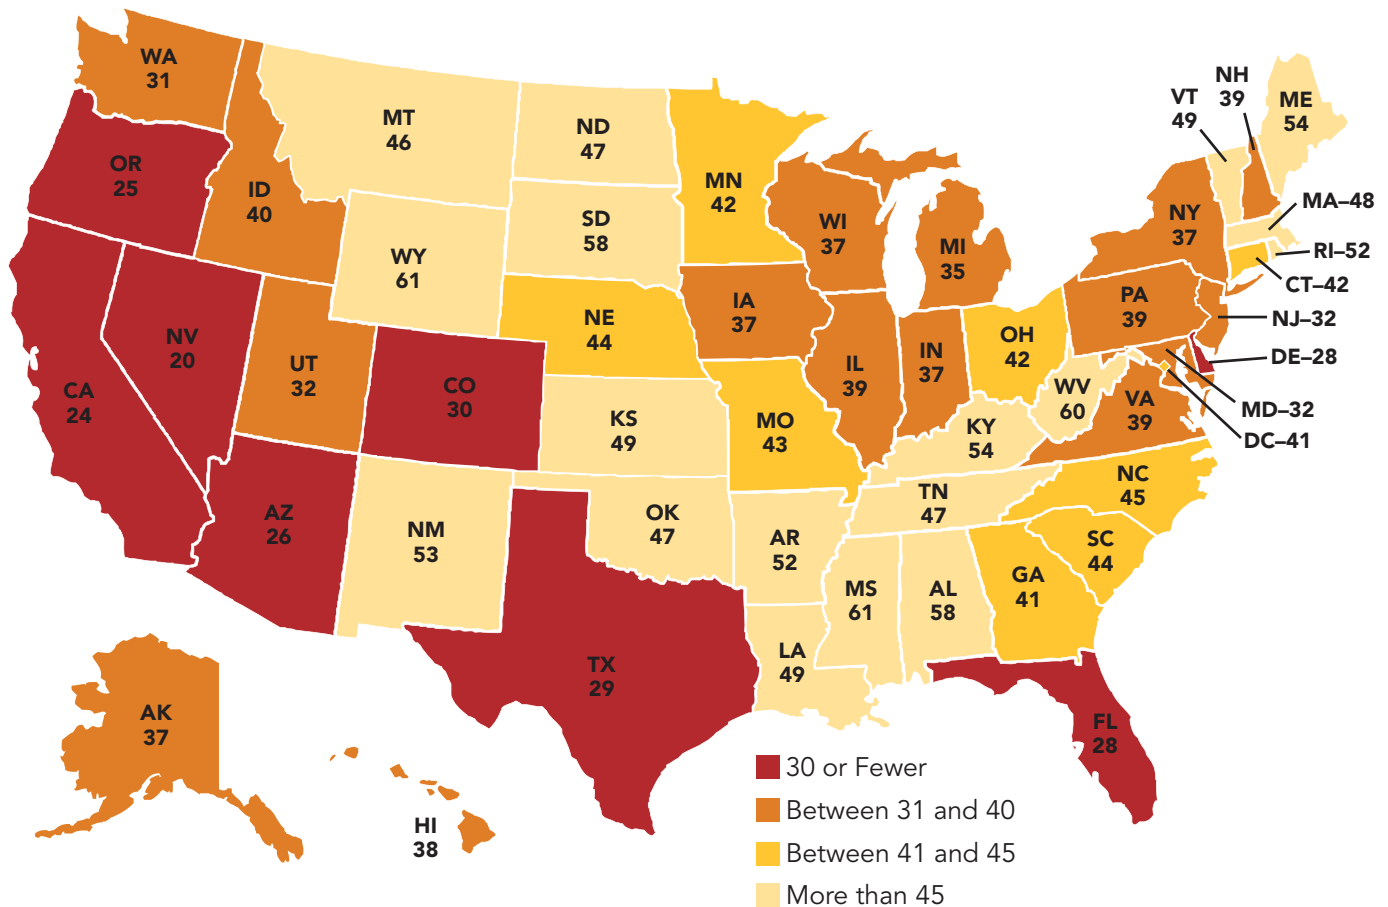 WA
31
OR
25
CA
24
NV
20
ID
40
MT
46
WY
61
UT
32
CO
30
AZ
26
NM
53
ND
47
SD
58
NE
44
KS
49
OK
47
TX
29
MN
42
IA
37
MO
43
AR
52
LA
49
WI
37
IL
39
MI
35
IN
37
OH
42
KY
54
TN
47
MS
61
AL
58
GA
41
FL
28
SC
44
NC
45
VA
39
WV
60
PA
39
NY
37
VT
49
NH
39
ME
54
MA–48
RI–52
CT–42
NJ–32
DE–28
MD–32
DC–41
AK
37
HI
38
30 or Fewer
Between 31 and 40
Between 41 and 45
More than 45